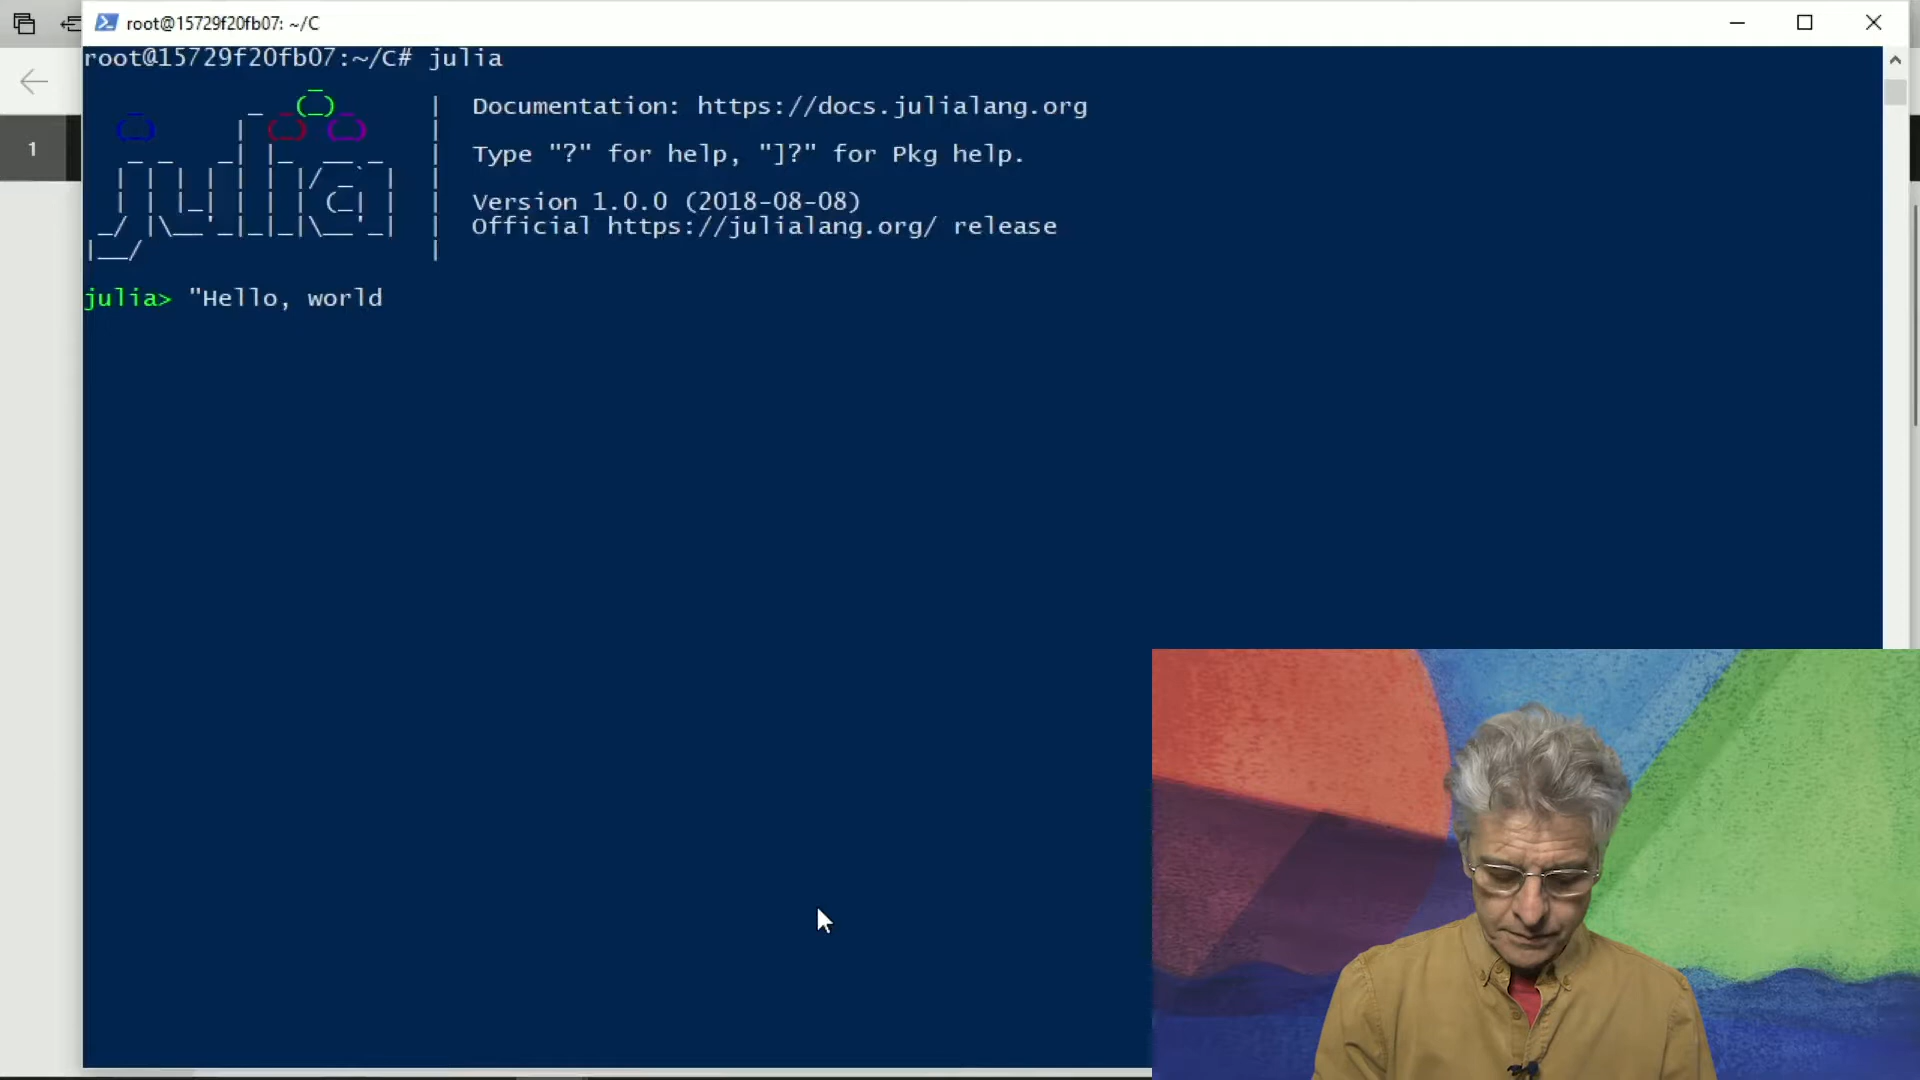 root@15729f20fb07: ~/C
root@15729f20fb07:~/C# julia
Documentation: https://docs.julialang.org
Type "?" for help, "]?" for Pkg help.
Version 1.0.0 (2018-08-08)
Official https://julialang.org/ release
julia> "Hello, world
1